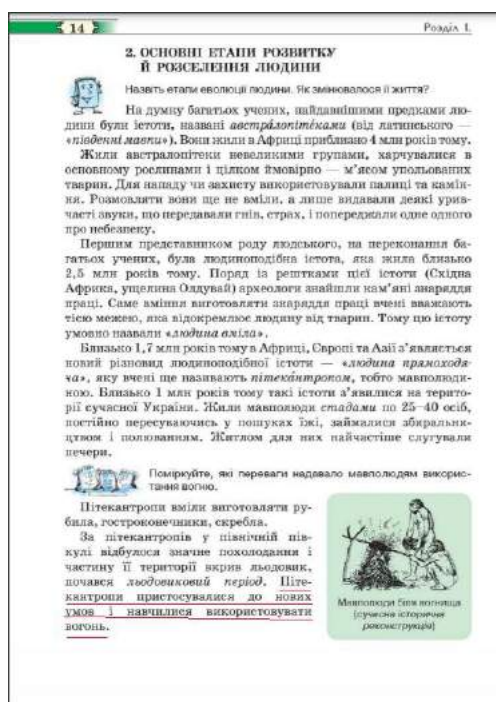 14
Розділ I.
2. ОСНОВНІ ЕТАПИ РОЗВИТКУ
Й РОЗСЕЛЕННЯ ЛЮДИНИ
Назвіть етапи еволюції людини. Як змінювалося її життя?
На думку багатьох учених, найдавнішими предками лю-
дини були істоти, названі австралопітéками (від латинського —
«південні мавпи»). Вони жили в Африці приблизно 4 млн років тому.
Жили австралопітеки невеликими групами, харчувалися в
основному рослинами і цілком ймовірно — м'ясом упольованих
тварин. Для нападу чи захисту використовували палиці та камін-
ня. Розмовляти вони ще не вміли, а лише видавали деякі урив-
часті звуки, що передавали гнів, страх, і попереджали одне одного
про небезпеку.
Першим представником роду людського, на переконання ба-
гатьох учених, була людиноподібна істота, яка жила близько
2,5 млн років тому. Поряд із рештками цієї істоти (Східна
Африка, ущелина Олдувай) археологи знайшли кам'яні знаряддя
праці. Саме вміння виготовляти знаряддя праці вчені вважають
тією межею, яка відокремлює людину від тварин. Тому цю істоту
умовно назвали «людина вміла».
Близько 1,7 млн років тому в Африці, Європі та Азії з'являється
новий різновид людиноподібної істоти — «людина прямоходя-
ча», яку вчені ще називають пітекáнтропом, тобто мавполюди-
ною. Близько 1 млн років тому такі істоти з'явилися на терито-
рії сучасної України. Жили мавполюди стадами по 25–40 осіб,
постійно пересуваючись у пошуках їжі, займалися збиральни-
цтвом і полюванням. Житлом для них найчастіше слугували
печери.
Поміркуйте, які переваги надавало мавполюдям викорис-
тання вогню.
Пітекантропи вміли виготовляти ру-
била, гостроконечники, скребла.
За пітекантропів у північній пів-
кулі відбулося значне похолодання і
частину її території вкрив льодовик,
почався льодовиковий період. Піте-
кантропи пристосувалися до нових
умов і навчилися використовувати
вогонь.
Мавполюди біля вогнища
(сучасна історична
реконструкція)